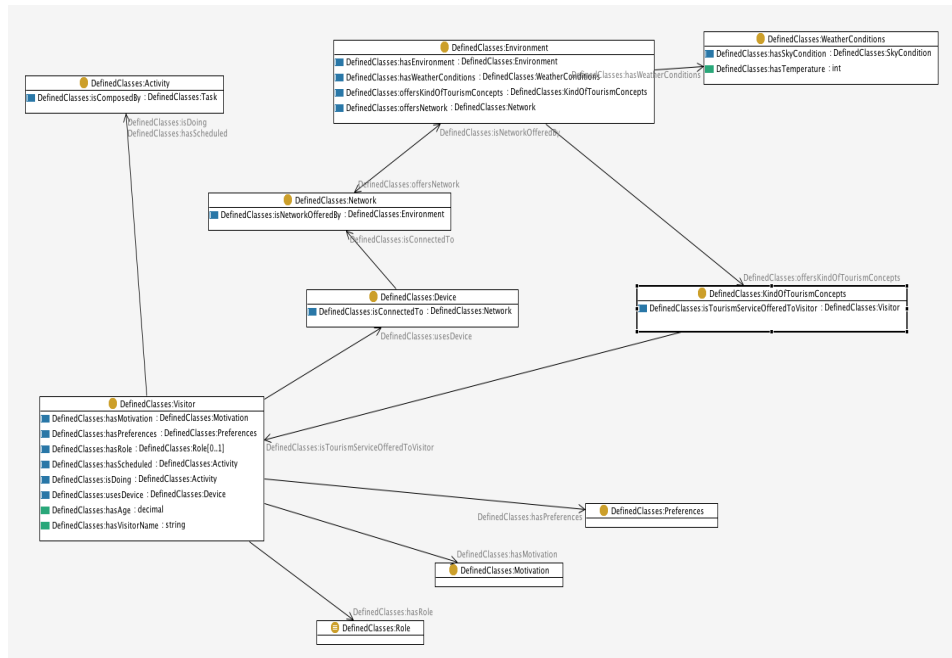 DefinedClasses:WeatherConditions
DefinedClasses:hasSkyCondition : DefinedClasses:SkyCondition
DefinedClasses:hasTemperature : int
DefinedClasses:Environment
DefinedClasses:hasEnvironment : DefinedClasses:Environment
DefinedClasses:hasWeatherConditions : DefinedClasses:WeatherConditions
DefinedClasses:hasWeatherConditions
DefinedClasses:offersKindOfTourismConcepts : DefinedClasses:KindOfTourismConcepts
DefinedClasses:offersNetwork : DefinedClasses:Network
DefinedClasses:Activity
DefinedClasses:isComposedBy : DefinedClasses:Task
DefinedClasses:isDoing
DefinedClasses:hasScheduled
DefinedClasses:isNetworkOfferedBy
DefinedClasses:offersNetwork
DefinedClasses:Network
DefinedClasses:isNetworkOfferedBy : DefinedClasses:Environment
DefinedClasses:isConnectedTo
DefinedClasses:offersKindOfTourismConcepts
DefinedClasses:Device
DefinedClasses:isConnectedTo : DefinedClasses:Network
DefinedClasses:KindOfTourismConcepts
DefinedClasses:isTourismServiceOfferedToVisitor : DefinedClasses:Visitor
DefinedClasses:usesDevice
DefinedClasses:Visitor
DefinedClasses:hasMotivation : DefinedClasses:Motivation
DefinedClasses:hasPreferences : DefinedClasses:Preferences
DefinedClasses:hasRole : DefinedClasses:Role[0..1]
DefinedClasses:hasScheduled : DefinedClasses:Activity
DefinedClasses:isDoing : DefinedClasses:Activity
DefinedClasses:usesDevice : DefinedClasses:Device
DefinedClasses:hasAge : decimal
DefinedClasses:hasVisitorName : string
DefinedClasses:isTourismServiceOfferedToVisitor
DefinedClasses:hasPreferences
DefinedClasses:Preferences
DefinedClasses:hasMotivation
DefinedClasses:Motivation
DefinedClasses:hasRole
DefinedClasses:Role